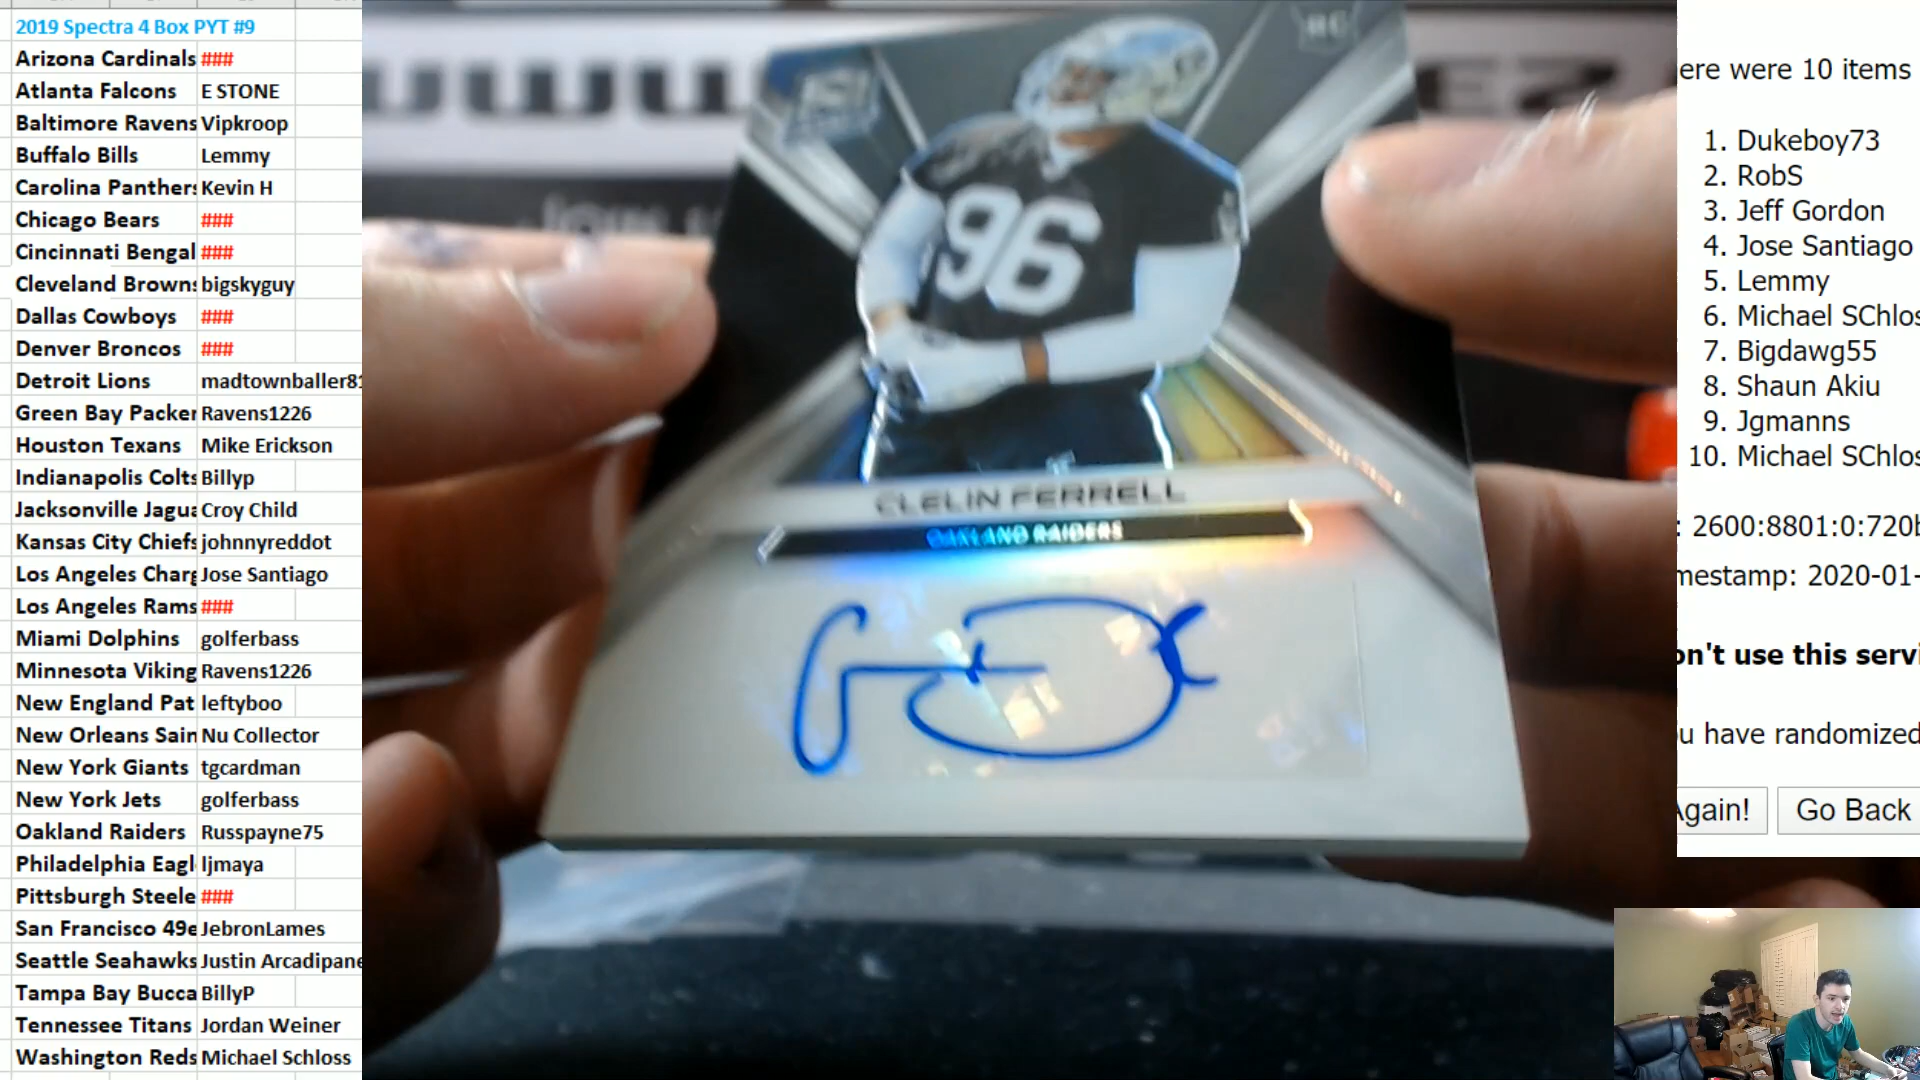 2019 Spectra 4 Box PYT #9
Arizona Cardinals ###
Atlanta Falcons E STONE
Baltimore Ravens Vipkroop
Buffalo Bills Lemmy
Carolina Panthers Kevin H
Chicago Bears ###
Cincinnati Bengal ###
Cleveland Browns bigskyguy
Dallas Cowboys ###
Denver Broncos ###
Detroit Lions madtownballer81
Green Bay Packer Ravens1226
Houston Texans Mike Erickson
Indianapolis Colts Billyp
Jacksonville Jagua Croy Child
Kansas City Chiefs johnnyreddot
Los Angeles Charg Jose Santiago
Los Angeles Rams ###
Miami Dolphins golferbass
Minnesota Viking Ravens1226
New England Pat leftyboo
New Orleans Sain Nu Collector
New York Giants tgcardman
New York Jets golferbass
Oakland Raiders Russpayne75
Philadelphia Eagl ljmaya
Pittsburgh Steele ###
San Francisco 49e JebronLames
Seattle Seahawks Justin Arcadipane
Tampa Bay Bucca BillyP
Tennessee Titans Jordan Weiner
Washington Reds Michael Schloss
RC
96
CLELIN FERRELL
OAKLAND RAIDERS
ere were 10 items
1. Dukeboy73
2. RobS
3. Jeff Gordon
4. Jose Santiago
5. Lemmy
6. Michael SChlos
7. Bigdawg55
8. Shaun Akiu
9. Jgmanns
10. Michael SChlos
: 2600:8801:0:720b
mestamp: 2020-01-
on't use this servi
u have randomized
Again!
Go Back